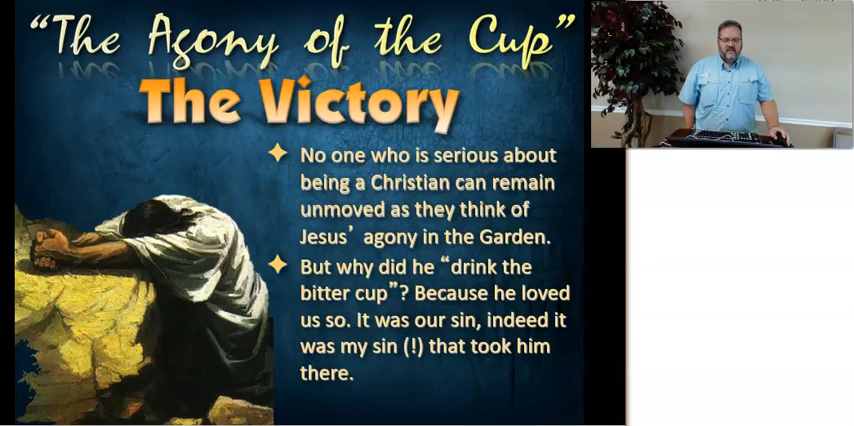 “The Agony of the Cup”
The Victory
No one who is serious about
being a Christian can remain
unmoved as they think of
Jesus’ agony in the Garden.
But why did he “drink the
bitter cup”? Because he loved
us so. It was our sin, indeed it
was my sin (!) that took him
there.